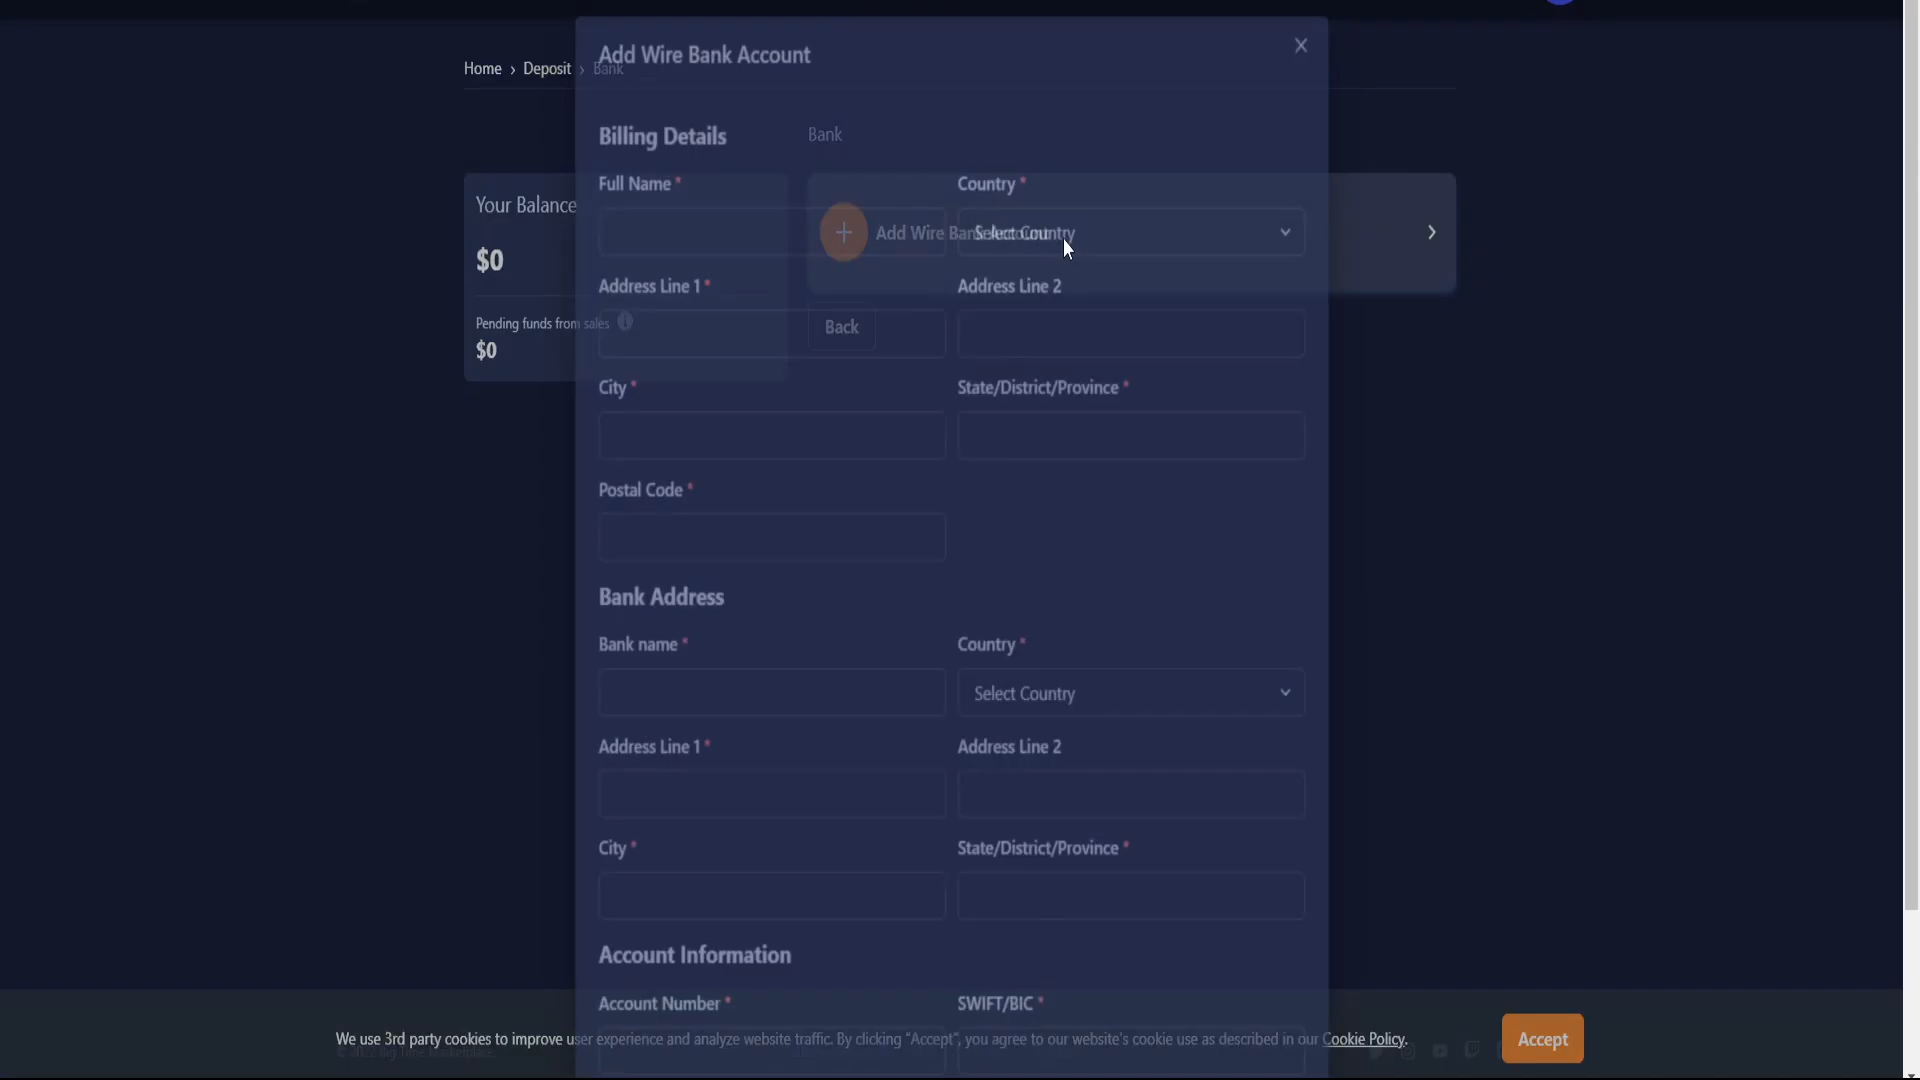 Add Wire Bank Account
X
Home › Deposit › Bank
Billing Details
Bank
Full Name *
Country *
Your Balance
Add Wire Bank Account
Select Country
$0
Address Line 1 *
Address Line 2
Pending funds from sales
Back
$0
City *
State/District/Province *
Postal Code *
Bank Address
Bank name *
Country *
Select Country
Address Line 1 *
Address Line 2
City *
State/District/Province *
Account Information
Account Number *
SWIFT/BIC *
We use 3rd party cookies to improve user experience and analyze website traffic. By clicking “Accept“, you agree to our website's cookie use as described in our Cookie Policy.
Accept